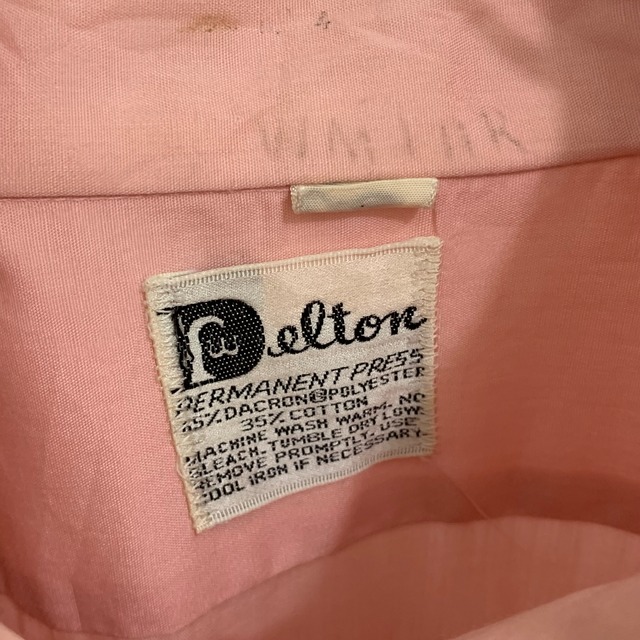 WM
Delton
PERMANENT PRESS
65% DACRON® POLYESTER
35% COTTON
MACHINE WASH WARM. NO
BLEACH. TUMBLE DRY LOW.
REMOVE PROMPTLY. USE
COOL IRON IF NECESSARY.